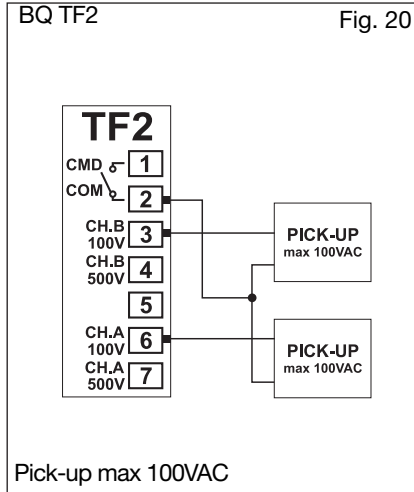 BQ TF2
Fig. 20
TF2
CMD 1
COM 2
CH.B
100V 3
CH.B
500V 4
5
CH.A
100V 6
CH.A
500V 7
PICK-UP
max 100VAC
PICK-UP
max 100VAC
Pick-up max 100VAC